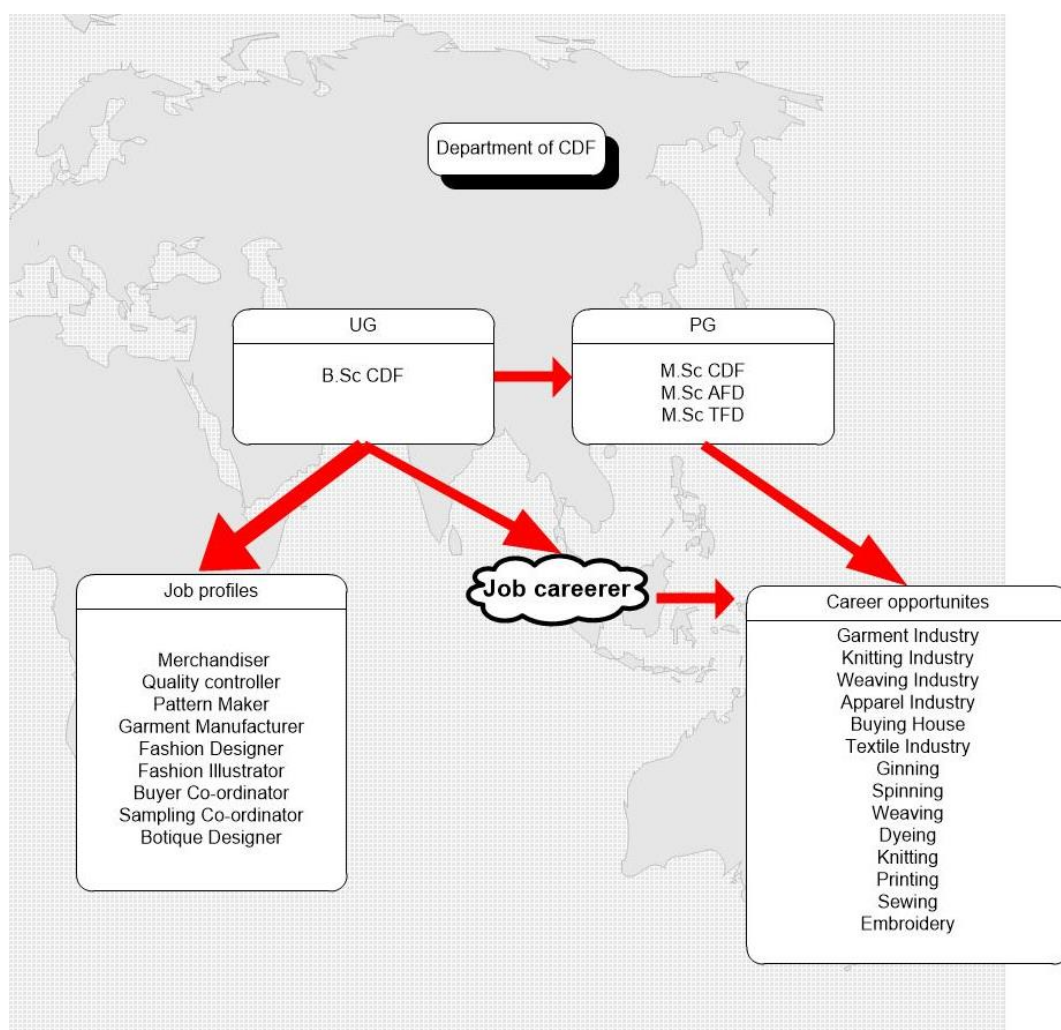 Department of CDF
UG
B.Sc CDF
PG
M.Sc CDF
M.Sc AFD
M.Sc TFD
Job profiles
Merchandiser
Quality controller
Pattern Maker
Garment Manufacturer
Fashion Designer
Fashion Illustrator
Buyer Co-ordinator
Sampling Co-ordinator
Botique Designer
Job careerer
Career opportunites
Garment Industry
Knitting Industry
Weaving Industry
Apparel Industry
Buying House
Textile Industry
Ginning
Spinning
Weaving
Dyeing
Knitting
Printing
Sewing
Embroidery